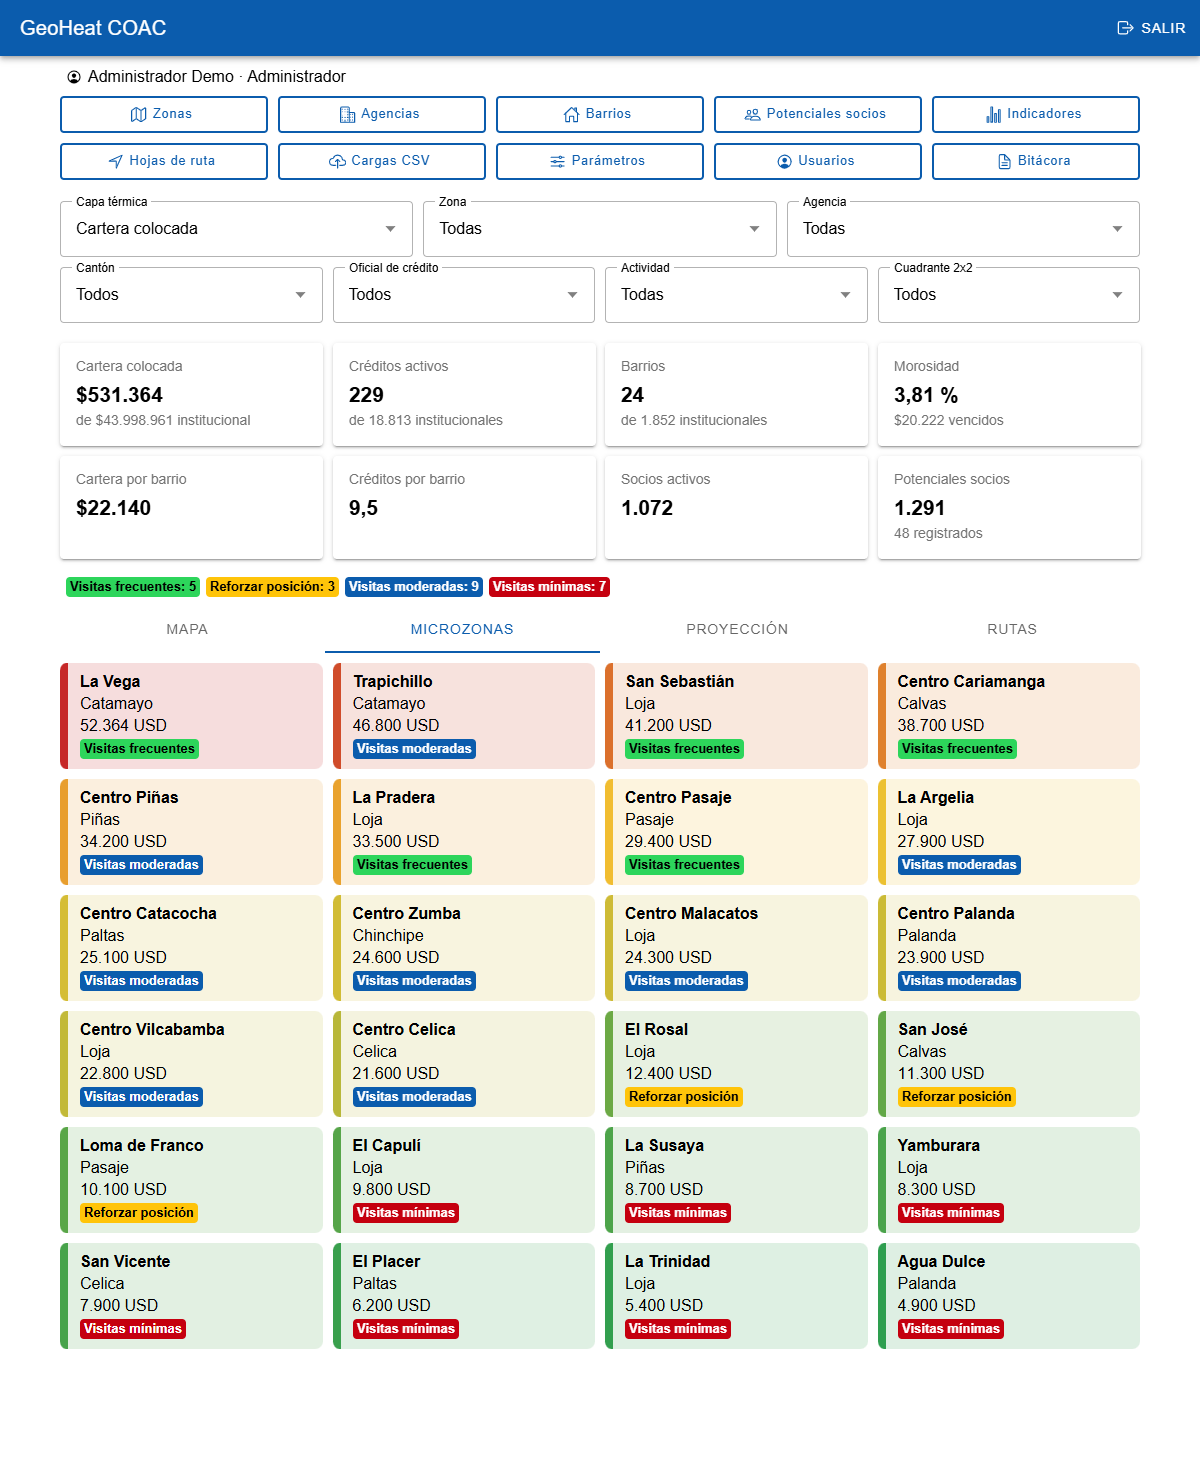 GeoHeat COAC
SALIR
Administrador Demo · Administrador
Zonas
Agencias
Barrios
Potenciales socios
Indicadores
Hojas de ruta
Cargas CSV
Parámetros
Usuarios
Bitácora
Capa térmica
Cartera colocada
Zona
Todas
Agencia
Todas
Cantón
Todos
Oficial de crédito
Todos
Actividad
Todas
Cuadrante 2x2
Todos
Cartera colocada
$531.364
de $43.998.961 institucional
Créditos activos
229
de 18.813 institucionales
Barrios
24
de 1.852 institucionales
Morosidad
3,81 %
$20.222 vencidos
Cartera por barrio
$22.140
Créditos por barrio
9,5
Socios activos
1.072
Potenciales socios
1.291
48 registrados
Visitas frecuentes: 5
Reforzar posición: 3
Visitas moderadas: 9
Visitas mínimas: 7
MAPA
MICROZONAS
PROYECCIÓN
RUTAS
La Vega
Catamayo
52.364 USD
Visitas frecuentes
Trapichillo
Catamayo
46.800 USD
Visitas moderadas
San Sebastián
Loja
41.200 USD
Visitas frecuentes
Centro Cariamanga
Calvas
38.700 USD
Visitas frecuentes
Centro Piñas
Piñas
34.200 USD
Visitas moderadas
La Pradera
Loja
33.500 USD
Visitas frecuentes
Centro Pasaje
Pasaje
29.400 USD
Visitas frecuentes
La Argelia
Loja
27.900 USD
Visitas moderadas
Centro Catacocha
Paltas
25.100 USD
Visitas moderadas
Centro Zumba
Chinchipe
24.600 USD
Visitas moderadas
Centro Malacatos
Loja
24.300 USD
Visitas moderadas
Centro Palanda
Palanda
23.900 USD
Visitas moderadas
Centro Vilcabamba
Loja
22.800 USD
Visitas moderadas
Centro Celica
Celica
21.600 USD
Visitas moderadas
El Rosal
Loja
12.400 USD
Reforzar posición
San José
Calvas
11.300 USD
Reforzar posición
Loma de Franco
Pasaje
10.100 USD
Reforzar posición
El Capulí
Loja
9.800 USD
Visitas mínimas
La Susaya
Piñas
8.700 USD
Visitas mínimas
Yamburara
Loja
8.300 USD
Visitas mínimas
San Vicente
Celica
7.900 USD
Visitas mínimas
El Placer
Paltas
6.200 USD
Visitas mínimas
La Trinidad
Loja
5.400 USD
Visitas mínimas
Agua Dulce
Palanda
4.900 USD
Visitas mínimas